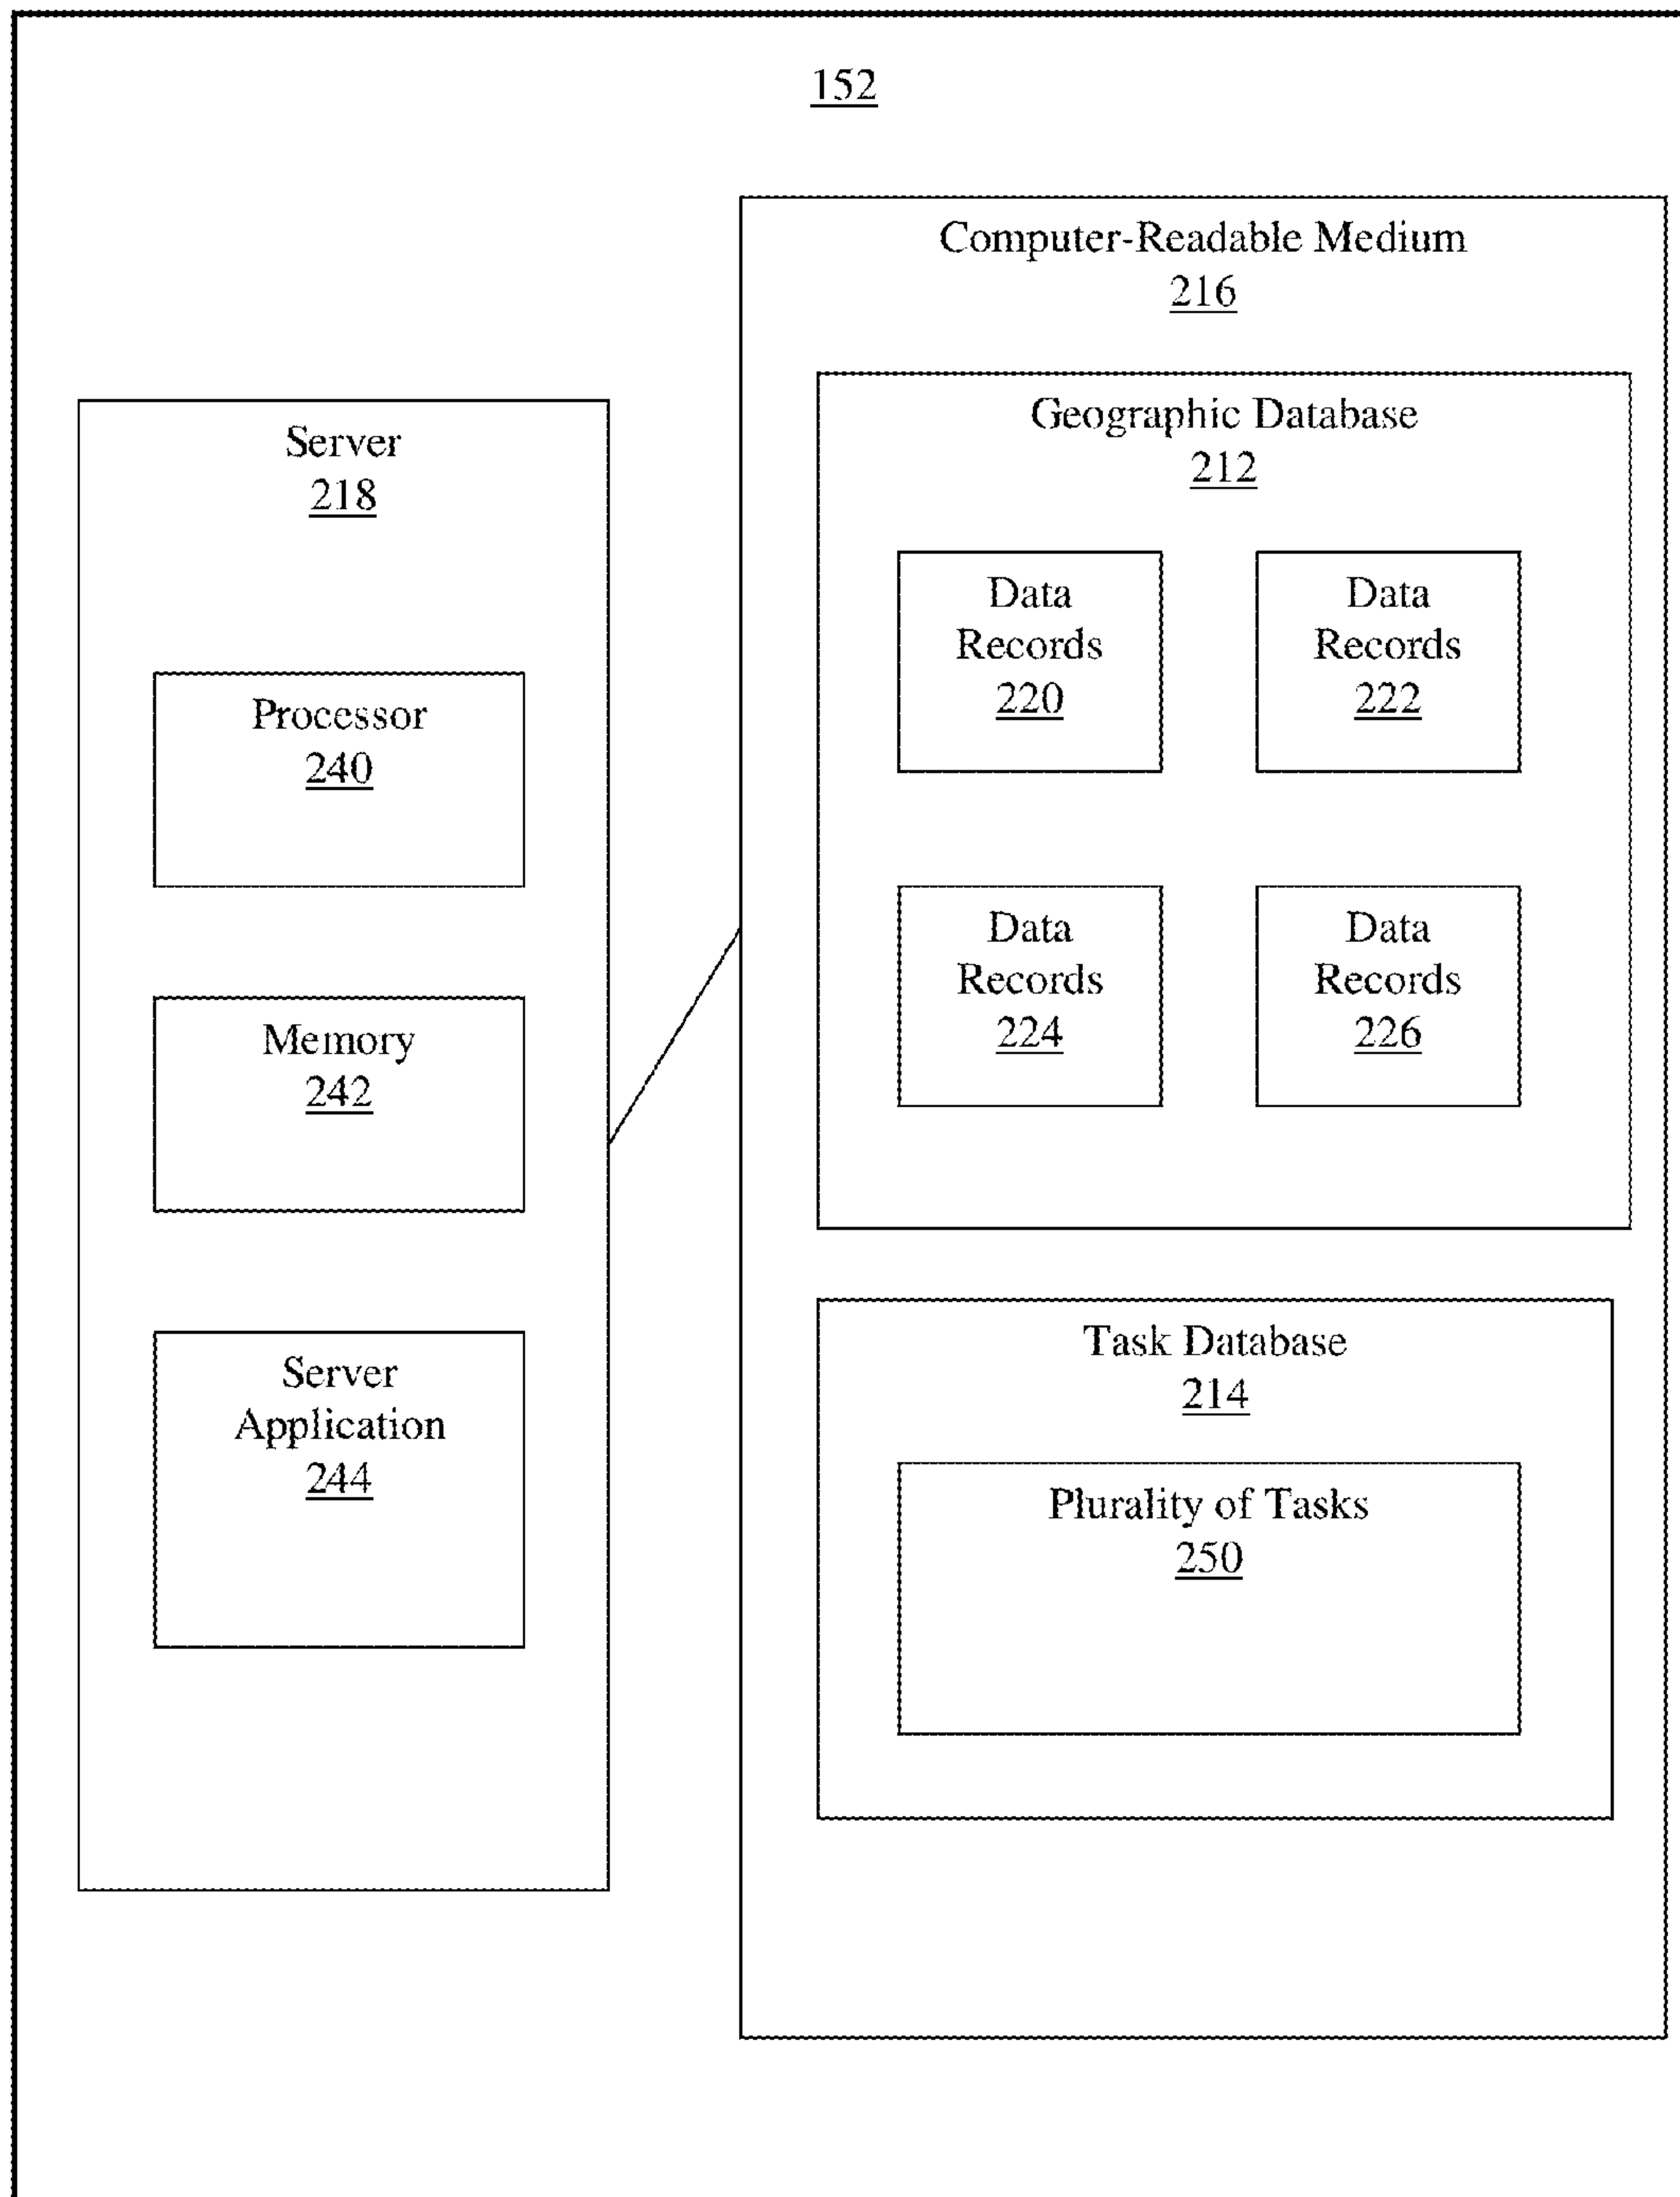 152
Server
218
Processor
240
Memory
242
Server
Application
244
Computer-Readable Medium
216
Geographic Database
212
Data
Records
220
Data
Records
222
Data
Records
224
Data
Records
226
Task Database
214
Plurality of Tasks
250